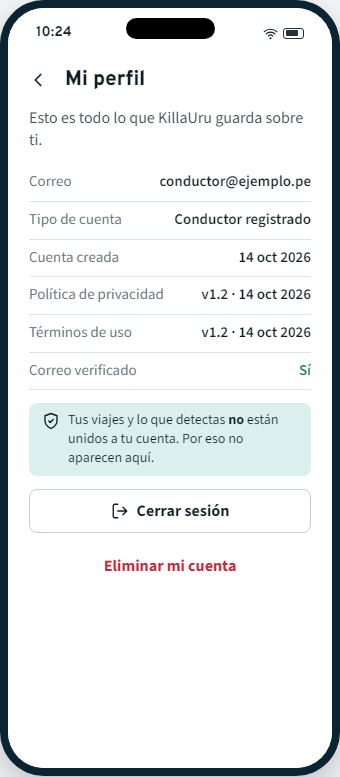 10:24
Mi perfil
Esto es todo lo que KillaUru guarda sobre
ti.
Correo conductor@ejemplo.pe
Tipo de cuenta Conductor registrado
Cuenta creada 14 oct 2026
Política de privacidad v1.2 · 14 oct 2026
Términos de uso v1.2 · 14 oct 2026
Correo verificado Sí
Tus viajes y lo que detectas no están
unidos a tu cuenta. Por eso no
aparecen aquí.
Cerrar sesión
Eliminar mi cuenta